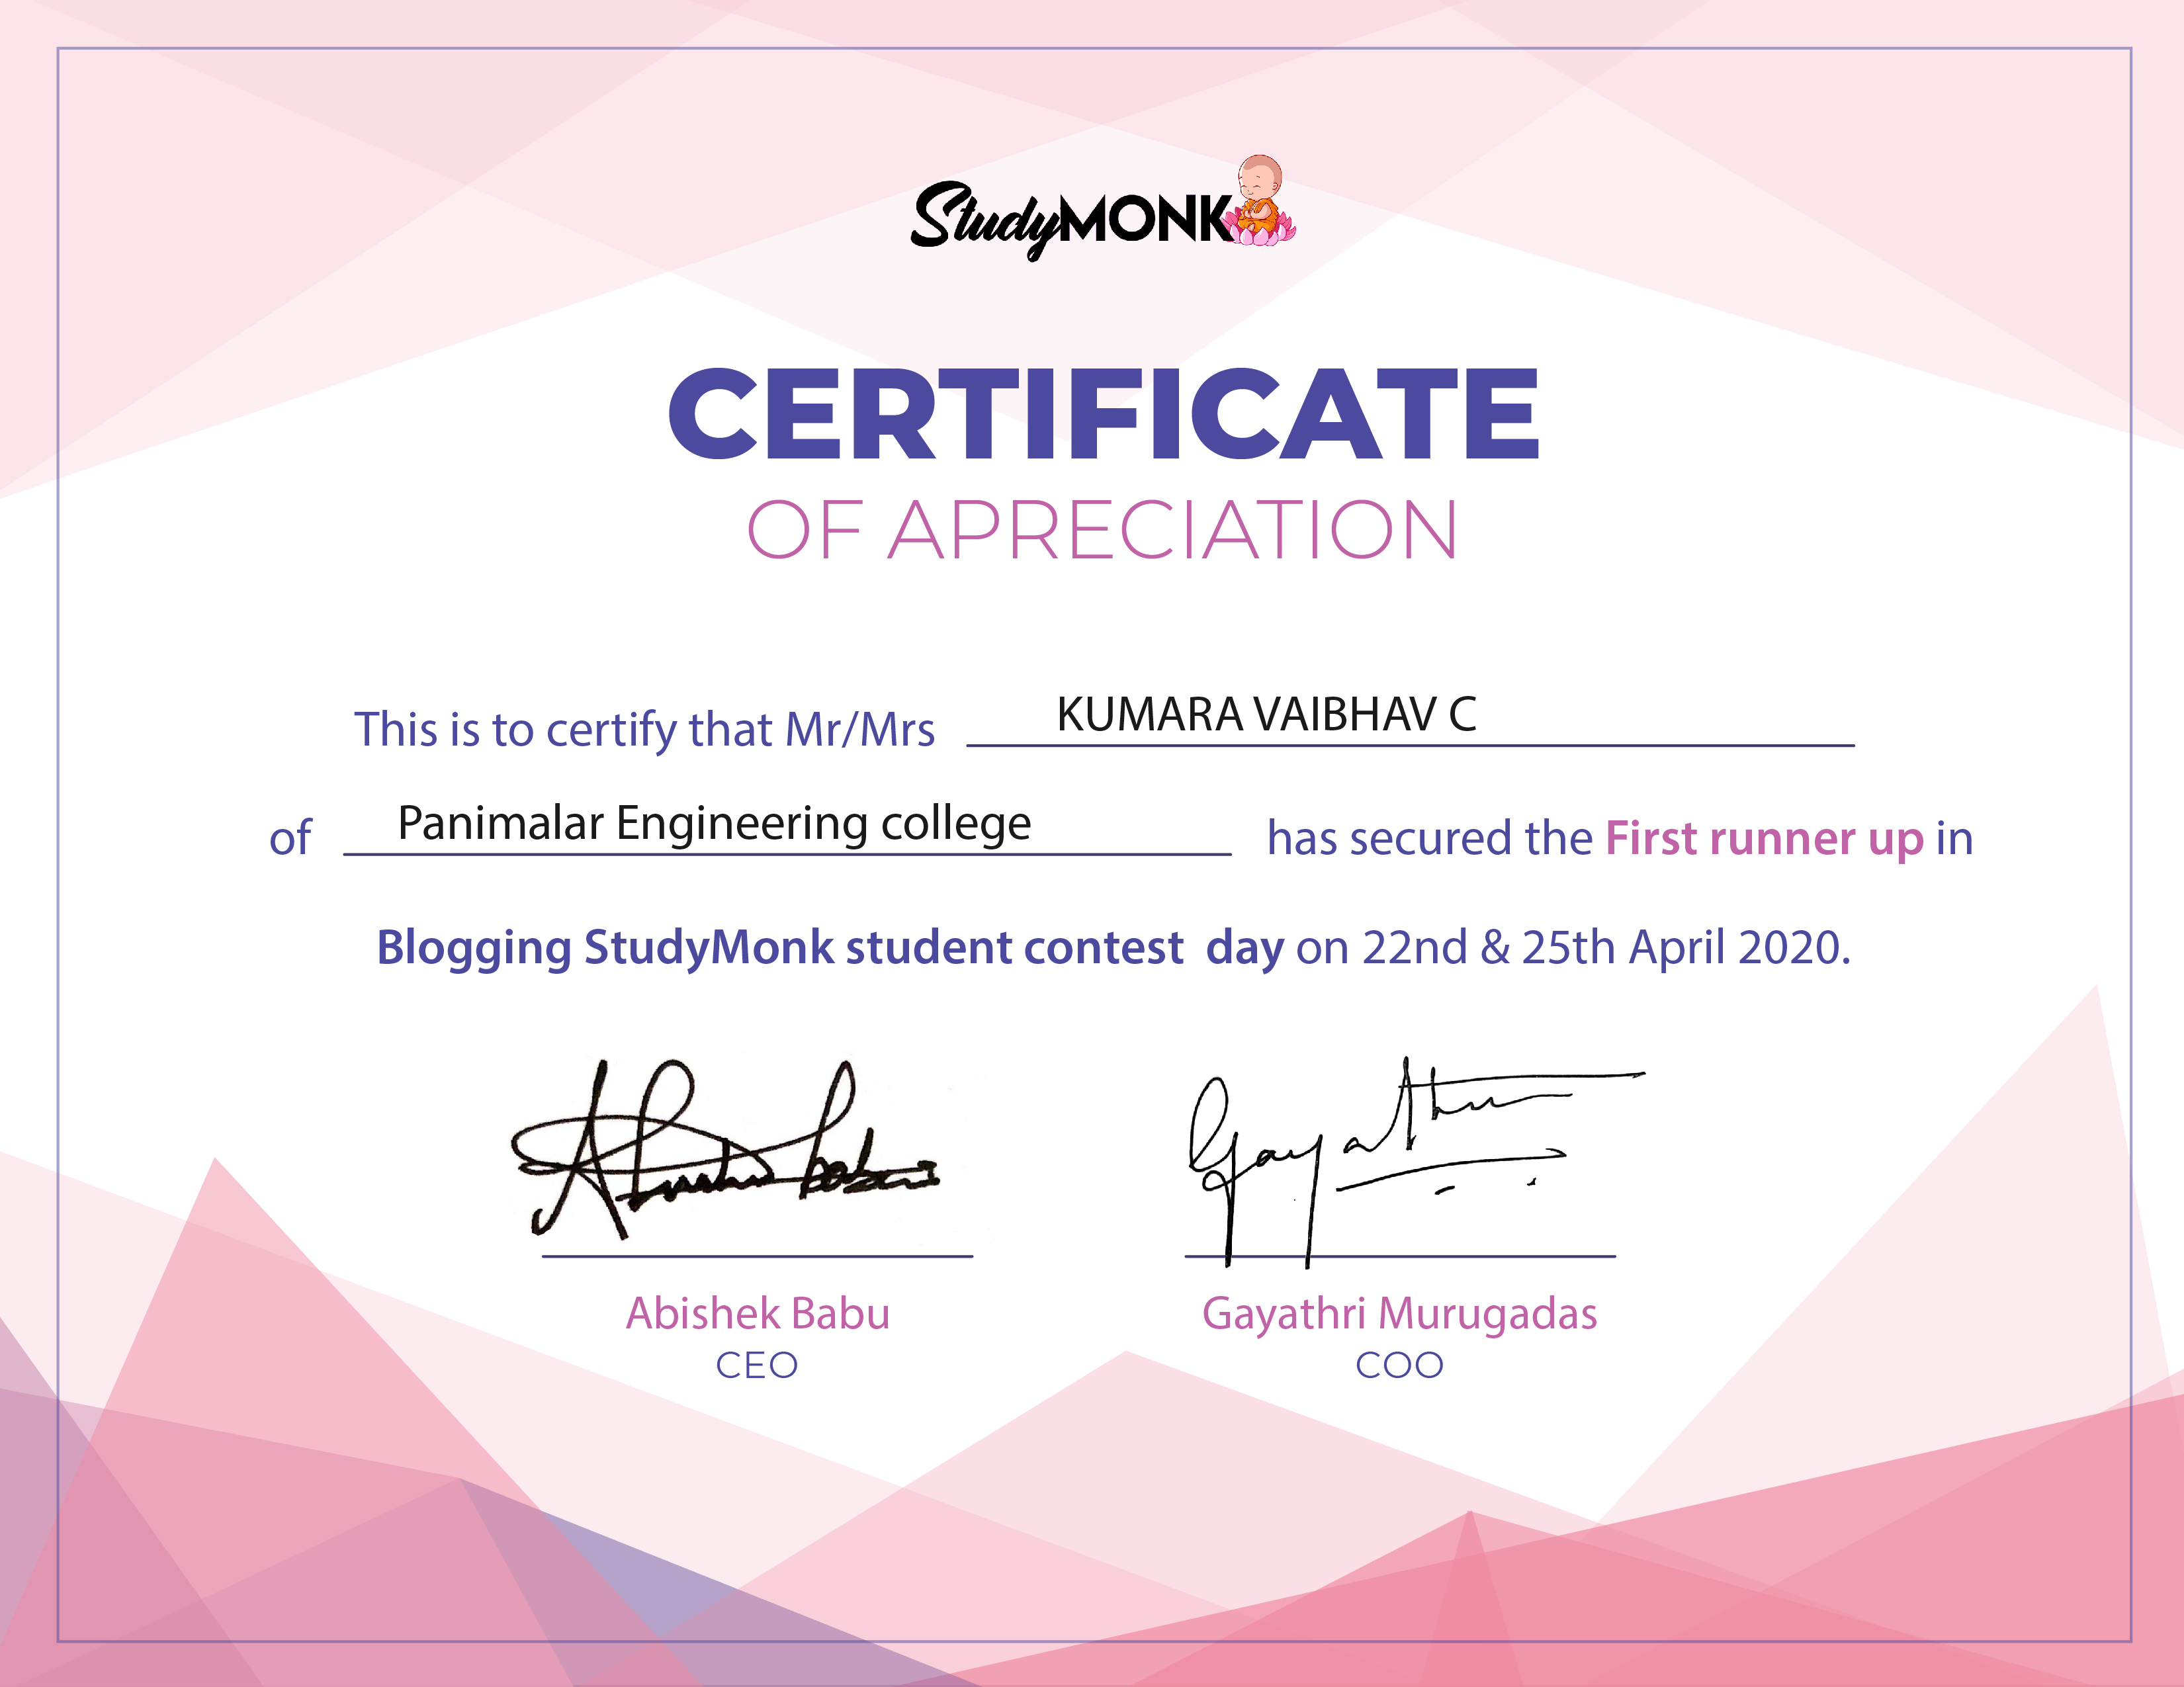 StudyMONK
CERTIFICATE
OF APRECIATION
This is to certify that Mr/Mrs KUMARA VAIBHAV C
of Panimalar Engineering college has secured the First runner up in
Blogging StudyMonk student contest day on 22nd & 25th April 2020.
Abishek Babu Gayathri Murugadas
CEO COO